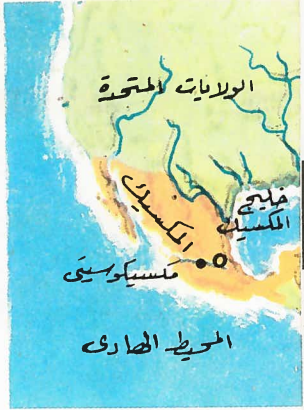 الولايات المتحدة
خليج
المكسيك
المكسيك
مكسيكوسيتى
المحيط الهادى